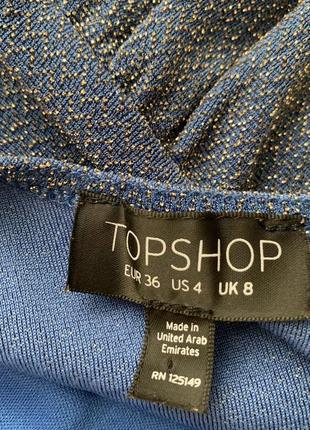 TOPSHOP
EUR 36 US 4 UK 8
Made in
United Arab
Emirates
RN 125149